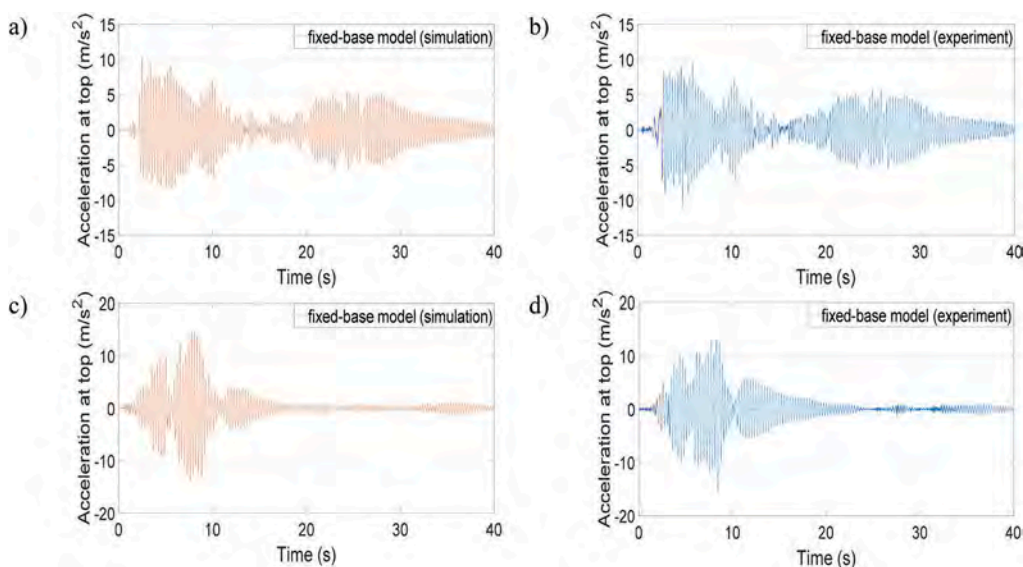 a)
Acceleration at top (m/s²)
15
10
5
0
-5
-10
-15
fixed-base model (simulation)
0 10 20 30 40
Time (s)
b)
Acceleration at top (m/s²)
15
10
5
0
-5
-10
-15
fixed-base model (experiment)
0 10 20 30 40
Time (s)
c)
Acceleration at top (m/s²)
20
10
0
-10
-20
fixed-base model (simulation)
0 10 20 30 40
Time (s)
d)
Acceleration at top (m/s²)
20
10
0
-10
-20
fixed-base model (experiment)
0 10 20 30 40
Time (s)